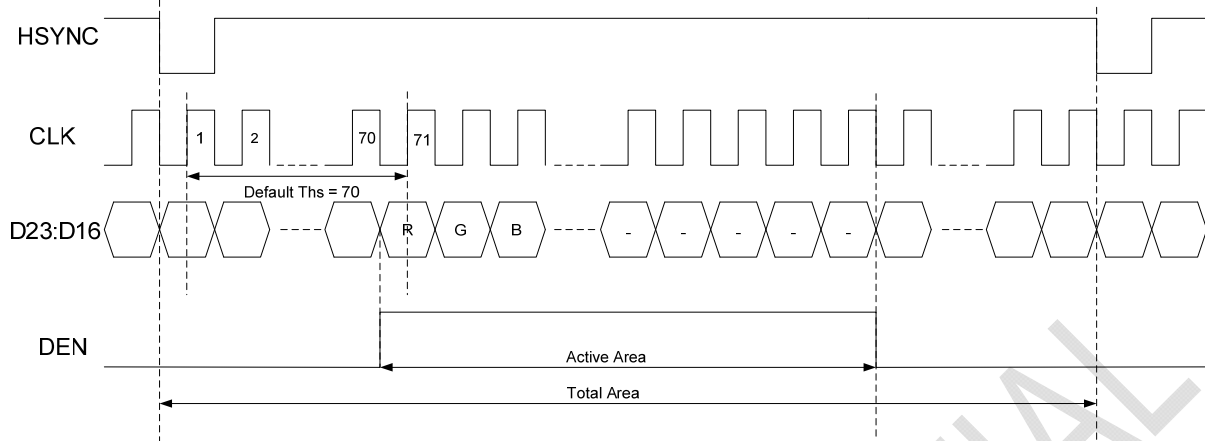 HSYNC
CLK
1
2
70
71
Default Ths = 70
D23:D16
R
G
B
-
-
-
-
-
DEN
Active Area
Total Area